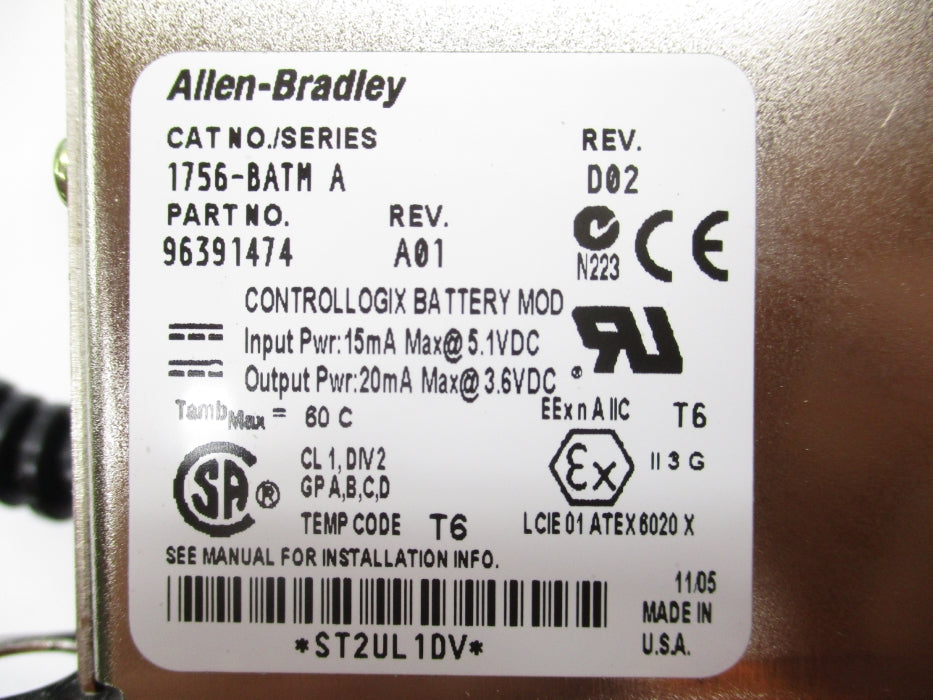 Allen-Bradley
CAT NO./SERIES REV.
1756-BATM A D02
PART NO. REV.
96391474 A01
N223 CE
CONTROLLOGIX BATTERY MOD
Input Pwr:15mA Max@ 5.1VDC
Output Pwr:20mA Max@ 3.6VDC
Tamb Max = 60 C
EEx n A IIC T6
Ex II 3 G
CL 1, DIV 2
GP A,B,C,D
SA ®
TEMP CODE T6 LCIE 01 ATEX 6020 X
SEE MANUAL FOR INSTALLATION INFO.
11/05
MADE IN
U.S.A.
*ST2UL1DV*